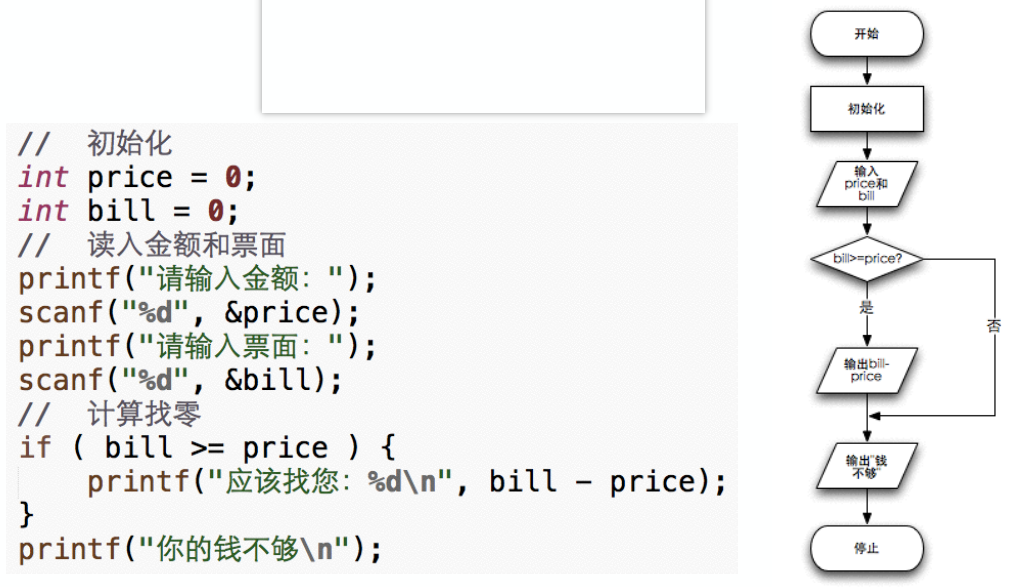 //  初始化
int price = 0;
int bill = 0;
//  读入金额和票面
printf("请输入金额：");
scanf("%d", &price);
printf("请输入票面：");
scanf("%d", &bill);
//  计算找零
if ( bill >= price ) {
    printf("应该找您：%d\n", bill - price);
}
printf("你的钱不够\n");
开始
初始化
输入
price和
bill
bill>=price?
是
否
输出bill-
price
输出"钱
不够"
停止